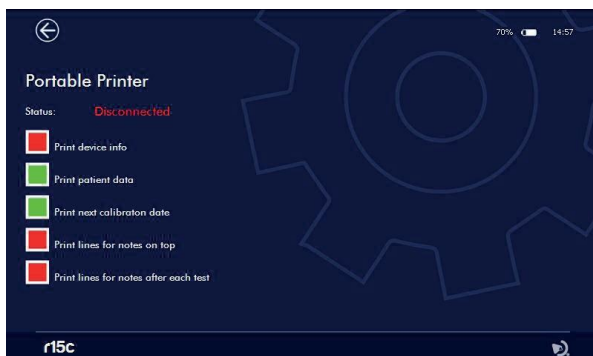 70% 14:57
Portable Printer
Status: Disconnected
Print device info
Print patient data
Print next calibraton date
Print lines for notes on top
Print lines for notes after each test
r15c